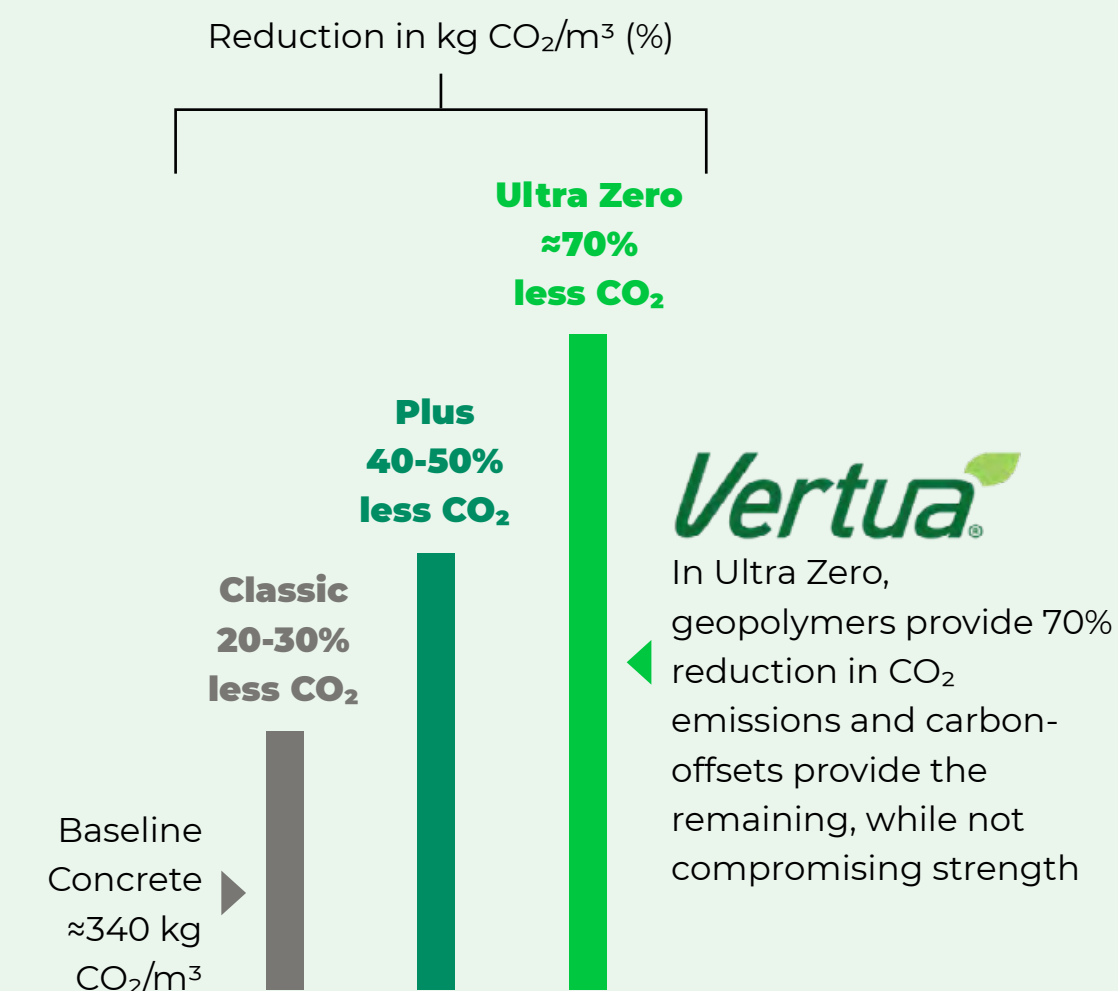 Reduction in kg CO₂/m³ (%)
Ultra Zero
≈70%
less CO₂
Plus
40-50%
less CO₂
Classic
20-30%
less CO₂
Baseline
Concrete
≈340 kg
CO₂/m³
Vertua®
In Ultra Zero,
geopolymers provide 70%
reduction in CO₂
emissions and carbon-
offsets provide the
remaining, while not
compromising strength